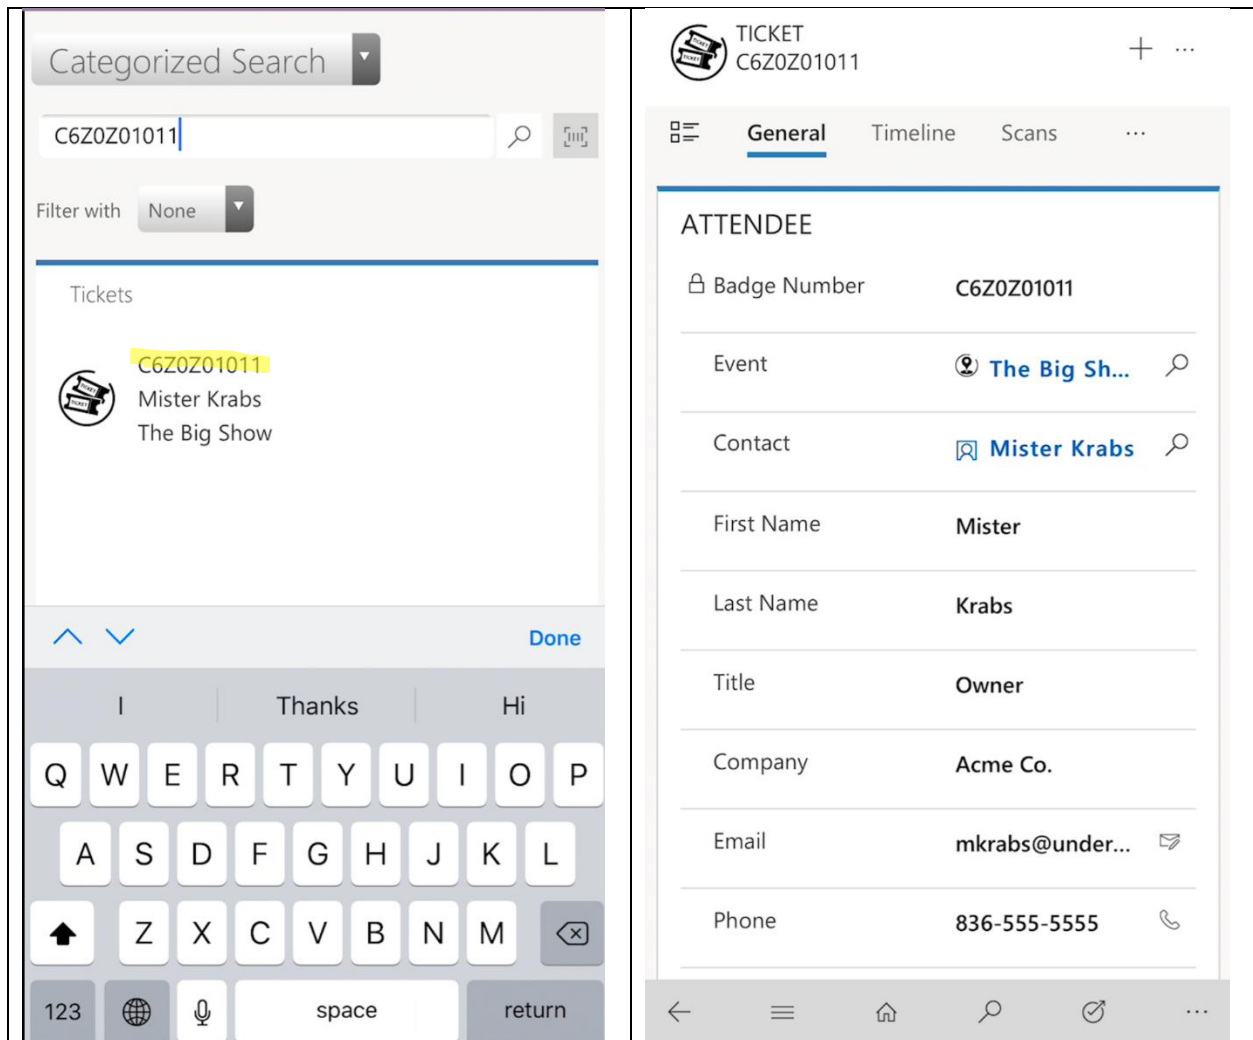 Categorized Search
C6Z0Z01011
Filter with None
Tickets
C6Z0Z01011
Mister Krabs
The Big Show
Done
I Thanks Hi
Q W E R T Y U I O P
A S D F G H J K L
Z X C V B N M
123 space return
TICKET
C6Z0Z01011
General Timeline Scans
ATTENDEE
Badge Number C6Z0Z01011
Event The Big Sh...
Contact Mister Krabs
First Name Mister
Last Name Krabs
Title Owner
Company Acme Co.
Email mkrabs@under...
Phone 836-555-5555